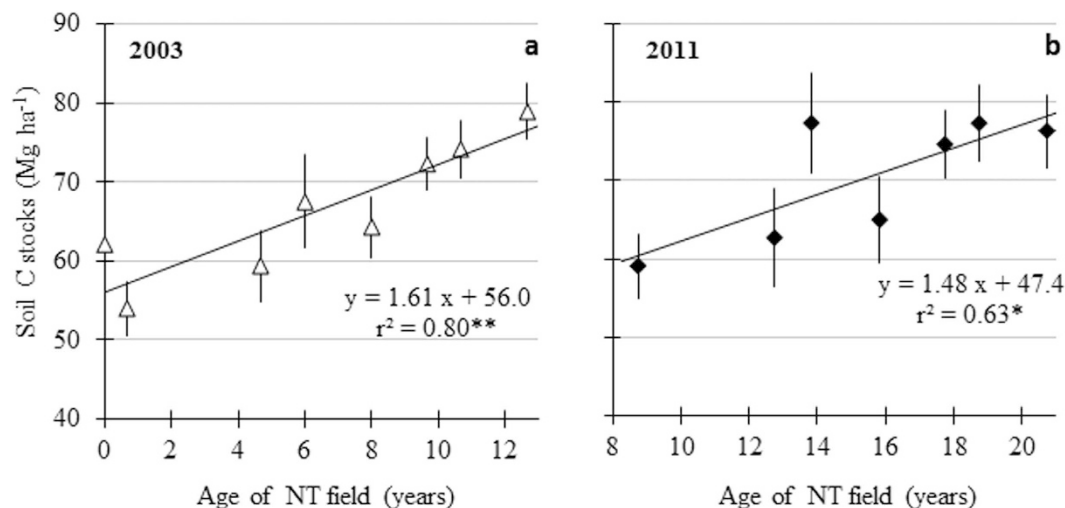 Soil C stocks (Mg ha⁻¹)
90
80
70
60
50
40
2003
a
y = 1.61 x + 56.0
r² = 0.80**
0 2 4 6 8 10 12
Age of NT field (years)
2011
b
y = 1.48 x + 47.4
r² = 0.63*
8 10 12 14 16 18 20
Age of NT field (years)